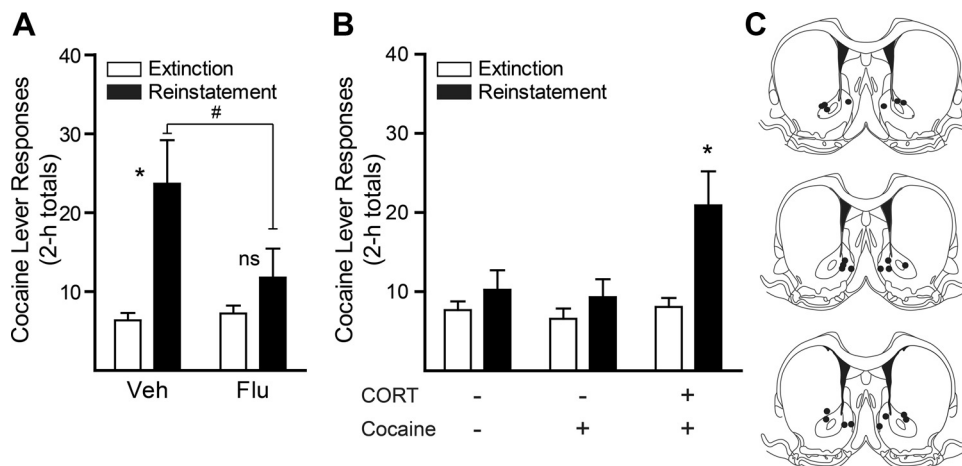 A
Cocaine Lever Responses
(2-h totals)
40
30
20
10
Extinction
Reinstatement
#
*
ns
Veh Flu
B
Cocaine Lever Responses
(2-h totals)
40
30
20
10
Extinction
Reinstatement
*
CORT - - +
Cocaine - + +
C